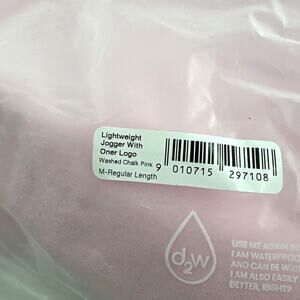 Lightweight
Jogger With
Oner Logo
Washed Chalk Pink
M-Regular Length
9 010715 297108
d2w
USE ME AGAIN
I AM WATERPROO
AND CAN BE
I AM ALSO EASILY
BETTER, RIGHT?